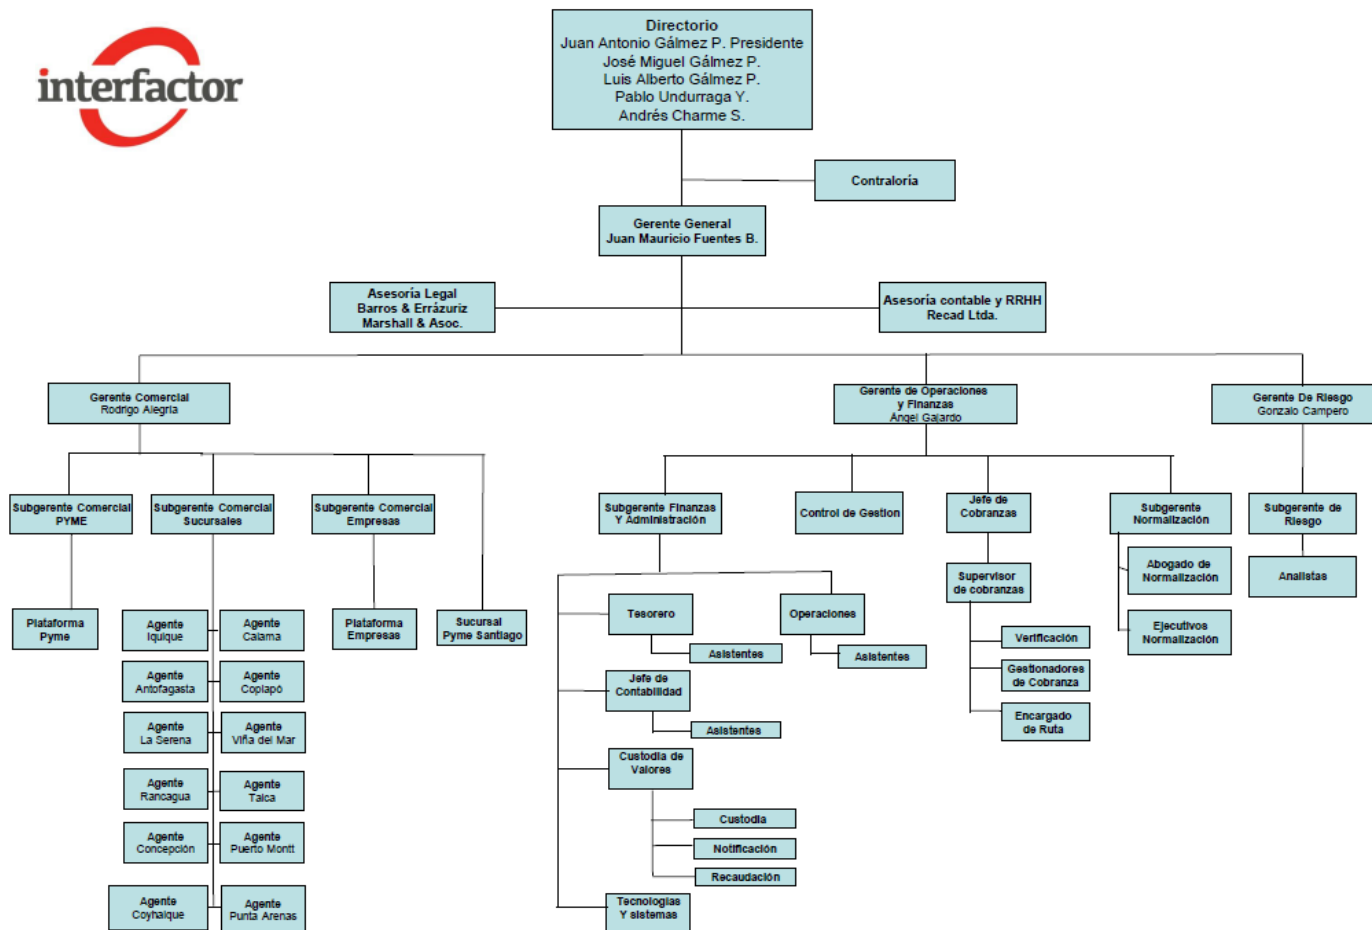 interfactor
Directorio
Juan Antonio Gálmez P. Presidente
José Miguel Gálmez P.
Luis Alberto Gálmez P.
Pablo Undurraga Y.
Andrés Charme S.
Contraloría
Gerente General
Juan Mauricio Fuentes B.
Asesoría Legal
Barros & Errázuriz
Marshall & Asoc.
Asesoría contable y RRHH
Recad Ltda.
Gerente Comercial
Rodrigo Alegría
Gerente de Operaciones
y Finanzas
Ángel Gajardo
Gerente De Riesgo
Gonzalo Campero
Subgerente Comercial
PYME
Subgerente Comercial
Sucursales
Subgerente Comercial
Empresas
Subgerente Finanzas
Y Administración
Control de Gestion
Jefe de
Cobranzas
Subgerente
Normalización
Subgerente de
Riesgo
Plataforma
Pyme
Agente
Iquique
Agente
Calama
Agente
Antofagasta
Agente
Copiapó
Agente
La Serena
Agente
Viña del Mar
Agente
Rancagua
Agente
Talca
Agente
Concepción
Agente
Puerto Montt
Agente
Coyhaique
Agente
Punta Arenas
Plataforma
Empresas
Sucursal
Pyme Santiago
Tesorero
Asistentes
Operaciones
Asistentes
Jefe de
Contabilidad
Asistentes
Custodia de
Valores
Custodia
Notificación
Recaudación
Tecnologías
Y sistemas
Supervisor
de cobranzas
Verificación
Gestionadores
de Cobranza
Encargado
de Ruta
Abogado de
Normalización
Ejecutivos
Normalización
Analistas